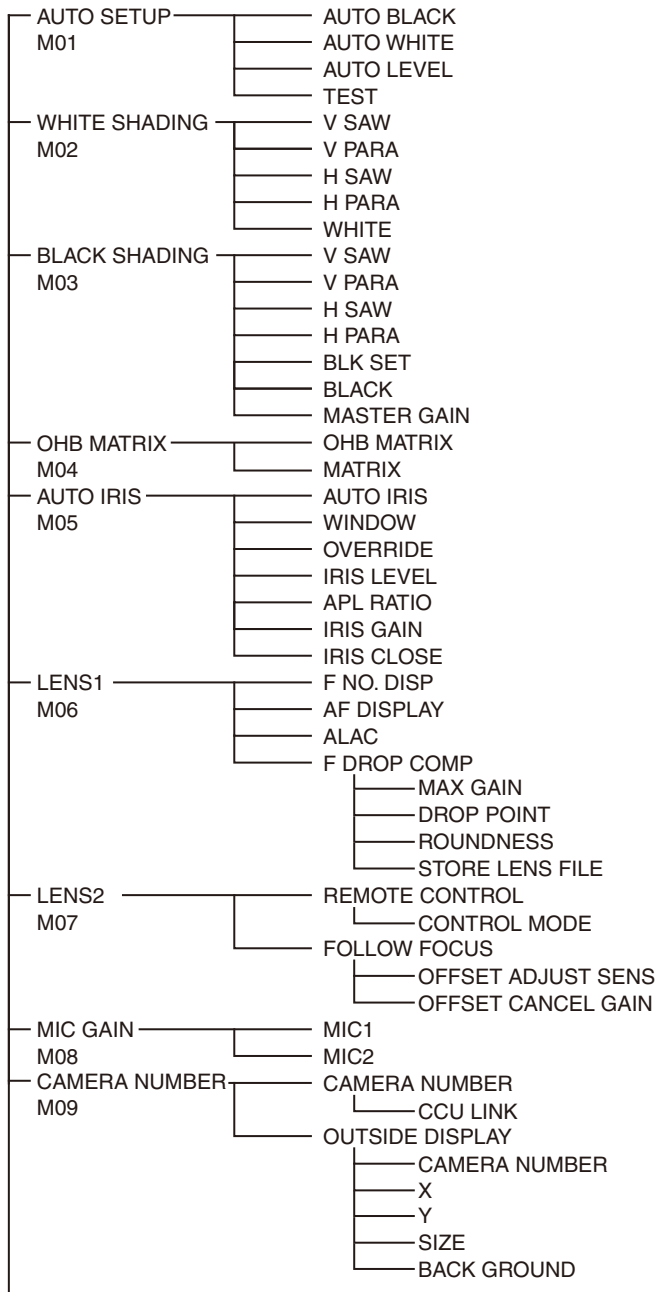 AUTO SETUP AUTO BLACK
M01 AUTO WHITE
AUTO LEVEL
TEST
WHITE SHADING V SAW
M02 V PARA
H SAW
H PARA
WHITE
BLACK SHADING V SAW
M03 V PARA
H SAW
H PARA
BLK SET
BLACK
MASTER GAIN
OHB MATRIX OHB MATRIX
M04 MATRIX
AUTO IRIS AUTO IRIS
M05 WINDOW
OVERRIDE
IRIS LEVEL
APL RATIO
IRIS GAIN
IRIS CLOSE
LENS1 F NO. DISP
M06 AF DISPLAY
ALAC
F DROP COMP
MAX GAIN
DROP POINT
ROUNDNESS
STORE LENS FILE
LENS2 REMOTE CONTROL
M07 CONTROL MODE
FOLLOW FOCUS
OFFSET ADJUST SENS
OFFSET CANCEL GAIN
MIC GAIN MIC1
M08 MIC2
CAMERA NUMBER CAMERA NUMBER
M09 CCU LINK
OUTSIDE DISPLAY
CAMERA NUMBER
X
Y
SIZE
BACK GROUND